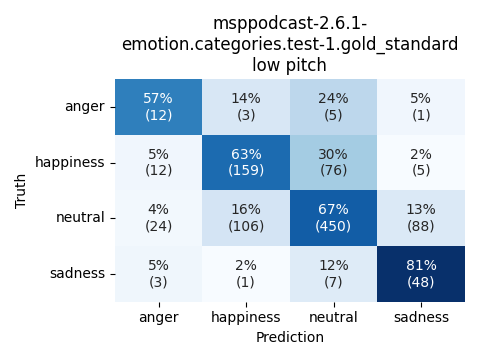 msppodcast-2.6.1-
emotion.categories.test-1.gold_standard
low pitch
Truth
anger
57% 14% 24% 5%
(12) (3) (5) (1)
happiness
5% 63% 30% 2%
(12) (159) (76) (5)
neutral
4% 16% 67% 13%
(24) (106) (450) (88)
sadness
5% 2% 12% 81%
(3) (1) (7) (48)
anger happiness neutral sadness
Prediction